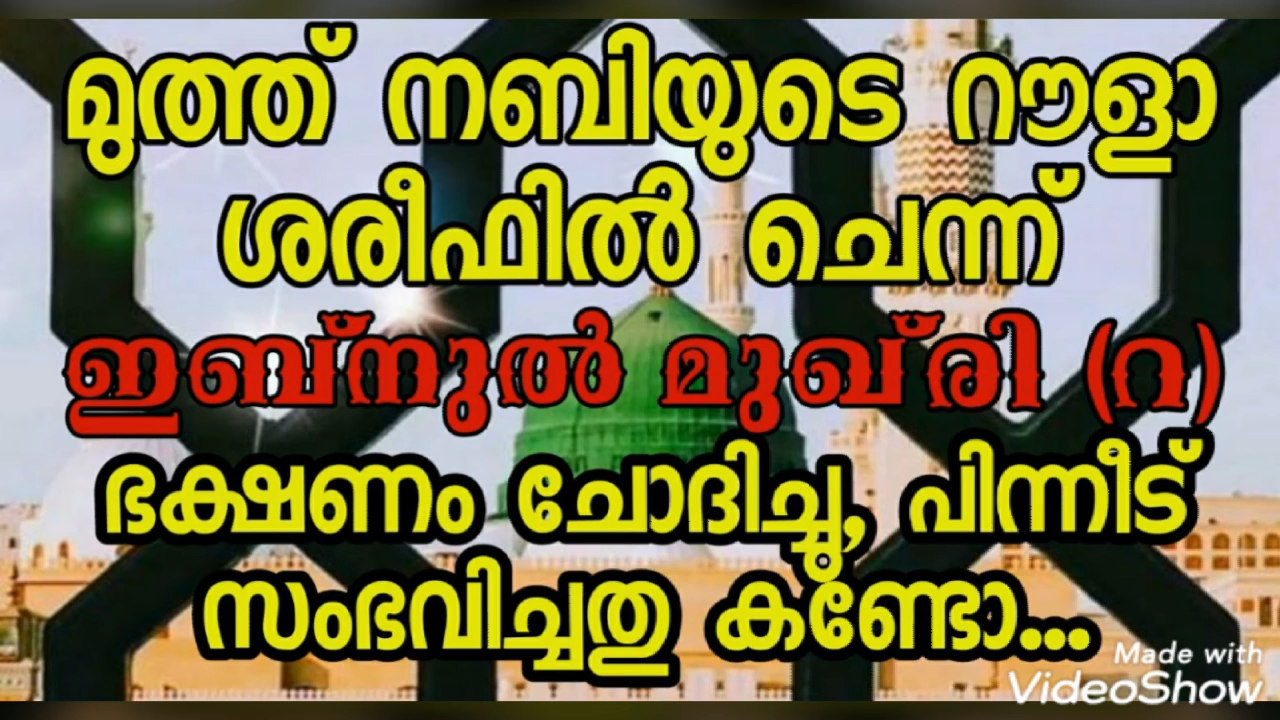 മുത്ത് നബിയുടെ റൗളാ
ശരീഫിൽ ചെന്ന്
ഇബ്നുൽ മുഖ്രി (റ)
ഭക്ഷണം ചോദിച്ചു, പിന്നീട്
സംഭവിച്ചതു കണ്ടോ...
Made with
VideoShow